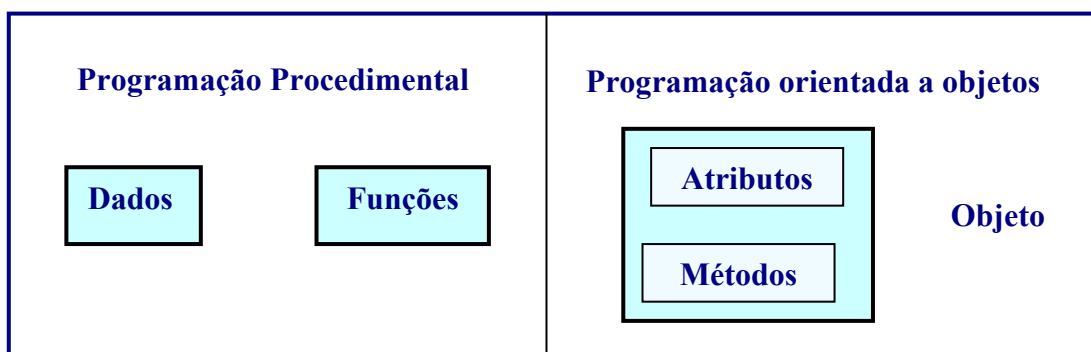 Programação Procedimental
Dados
Funções
Programação orientada a objetos
Atributos
Métodos
Objeto